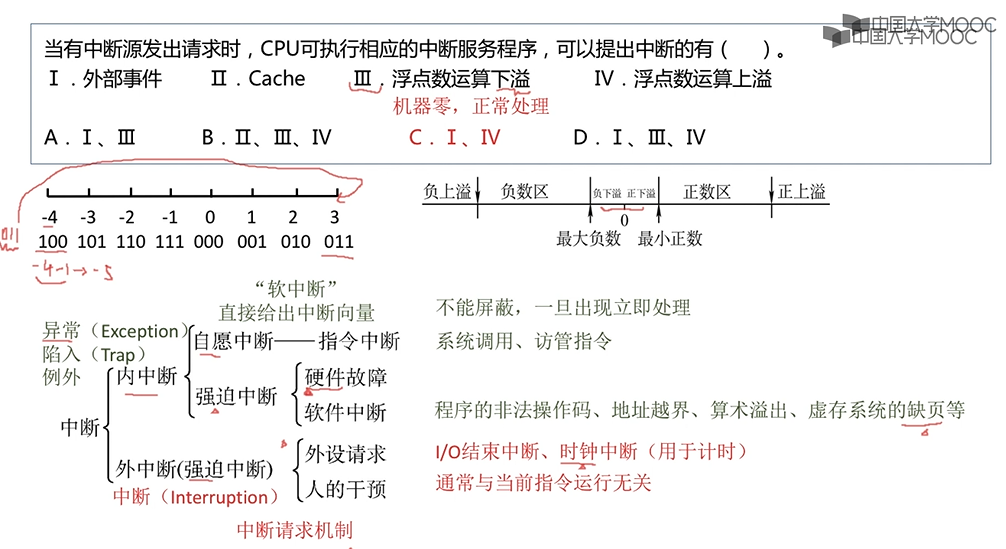 中国大学MOOC
中国大学MOOC
当有中断源发出请求时，CPU可执行相应的中断服务程序，可以提出中断的有（　　）。
Ⅰ．外部事件　　Ⅱ．Cache　　Ⅲ．浮点数运算下溢　　Ⅳ．浮点数运算上溢
机器零，正常处理
A．Ⅰ、Ⅲ　　B．Ⅱ、Ⅲ、Ⅳ　　C．Ⅰ、Ⅳ　　D．Ⅰ、Ⅲ、Ⅳ
负上溢　负数区　负下溢　正下溢　正数区　正上溢
0
最大负数　最小正数
-4 -3 -2 -1 0 1 2 3
011 100 101 110 111 000 001 010 011
-4-1→-5
“软中断”
直接给出中断向量
不能屏蔽，一旦出现立即处理
异常（Exception）
陷入（Trap）
例外
自愿中断——指令中断
系统调用、访管指令
内中断
强迫中断
硬件故障
软件中断
程序的非法操作码、地址越界、算术溢出、虚存系统的缺页等
中断
外中断(强迫中断)
外设请求
I/O结束中断、时钟中断（用于计时）
人的干预
通常与当前指令运行无关
中断（Interruption）
中断请求机制